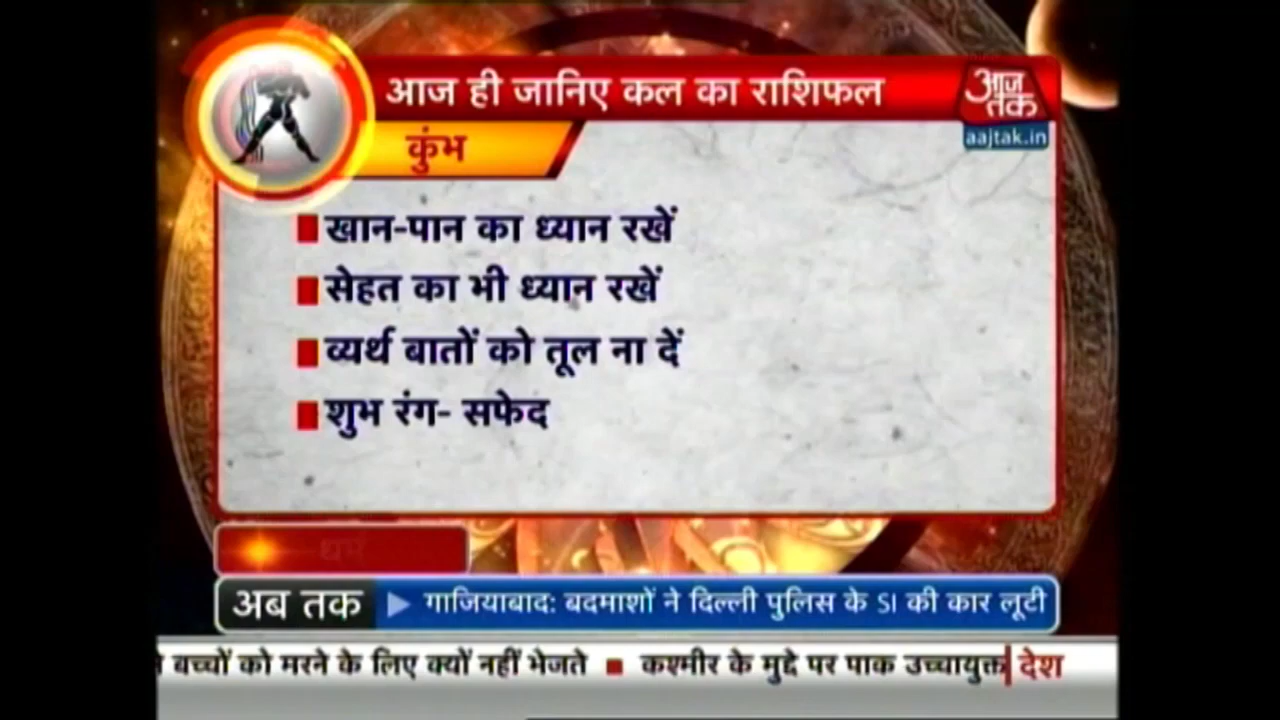 आज ही जानिए कल का राशिफल
आज तक
aajtak.in
कुंभ
खान-पान का ध्यान रखें
सेहत का भी ध्यान रखें
व्यर्थ बातों को तूल ना दें
शुभ रंग- सफेद
धर्म
अब तक गाजियाबाद: बदमाशों ने दिल्ली पुलिस के SI की कार लूटी
बच्चों को मरने के लिए क्यों नहीं भेजते ■ कश्मीर के मुद्दे पर पाक उच्चायुक्त देश